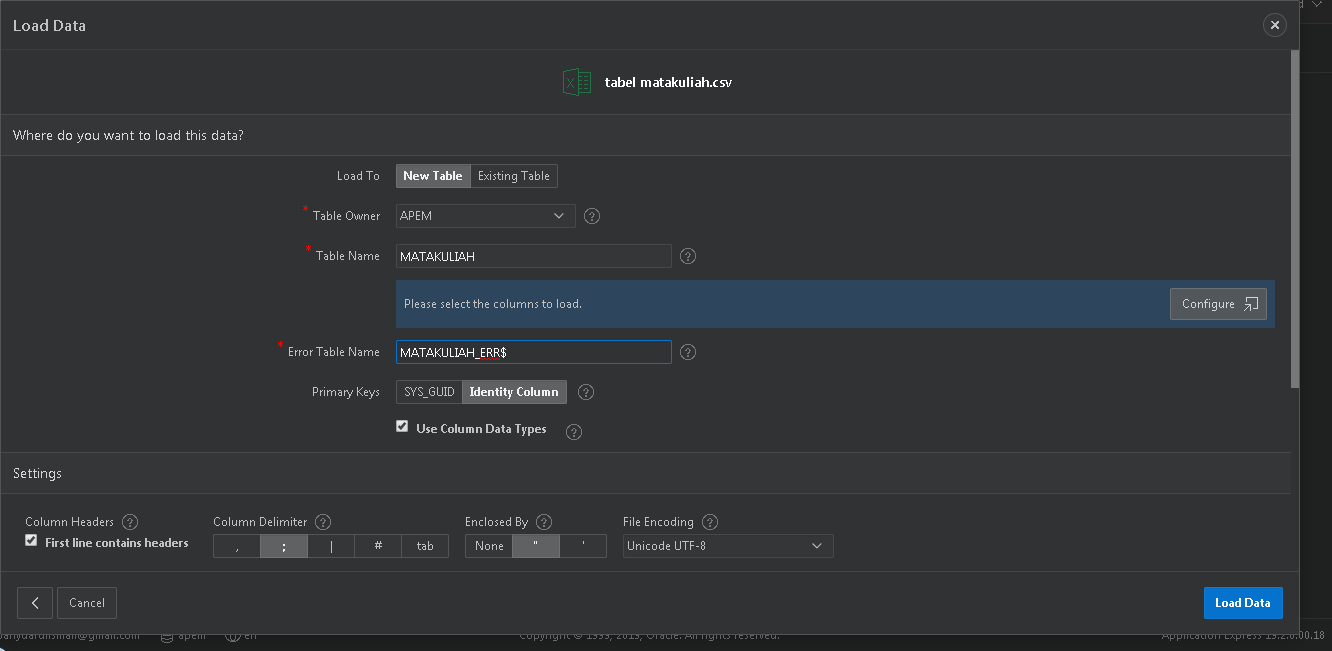 Load Data
tabel matakuliah.csv
Where do you want to load this data?
Load To New Table Existing Table
* Table Owner APEM ?
* Table Name MATAKULIAH ?
Please select the columns to load. Configure
* Error Table Name MATAKULIAH_ERR$ ?
Primary Keys SYS_GUID Identity Column ?
Use Column Data Types ?
Settings
Column Headers ? Column Delimiter ? Enclosed By ? File Encoding ?
First line contains headers , ; | # tab None " ' Unicode UTF-8
Cancel Load Data
apem en Copyright © 1999, 2019, Oracle. All rights reserved. Application Express 19.2.0.00.18